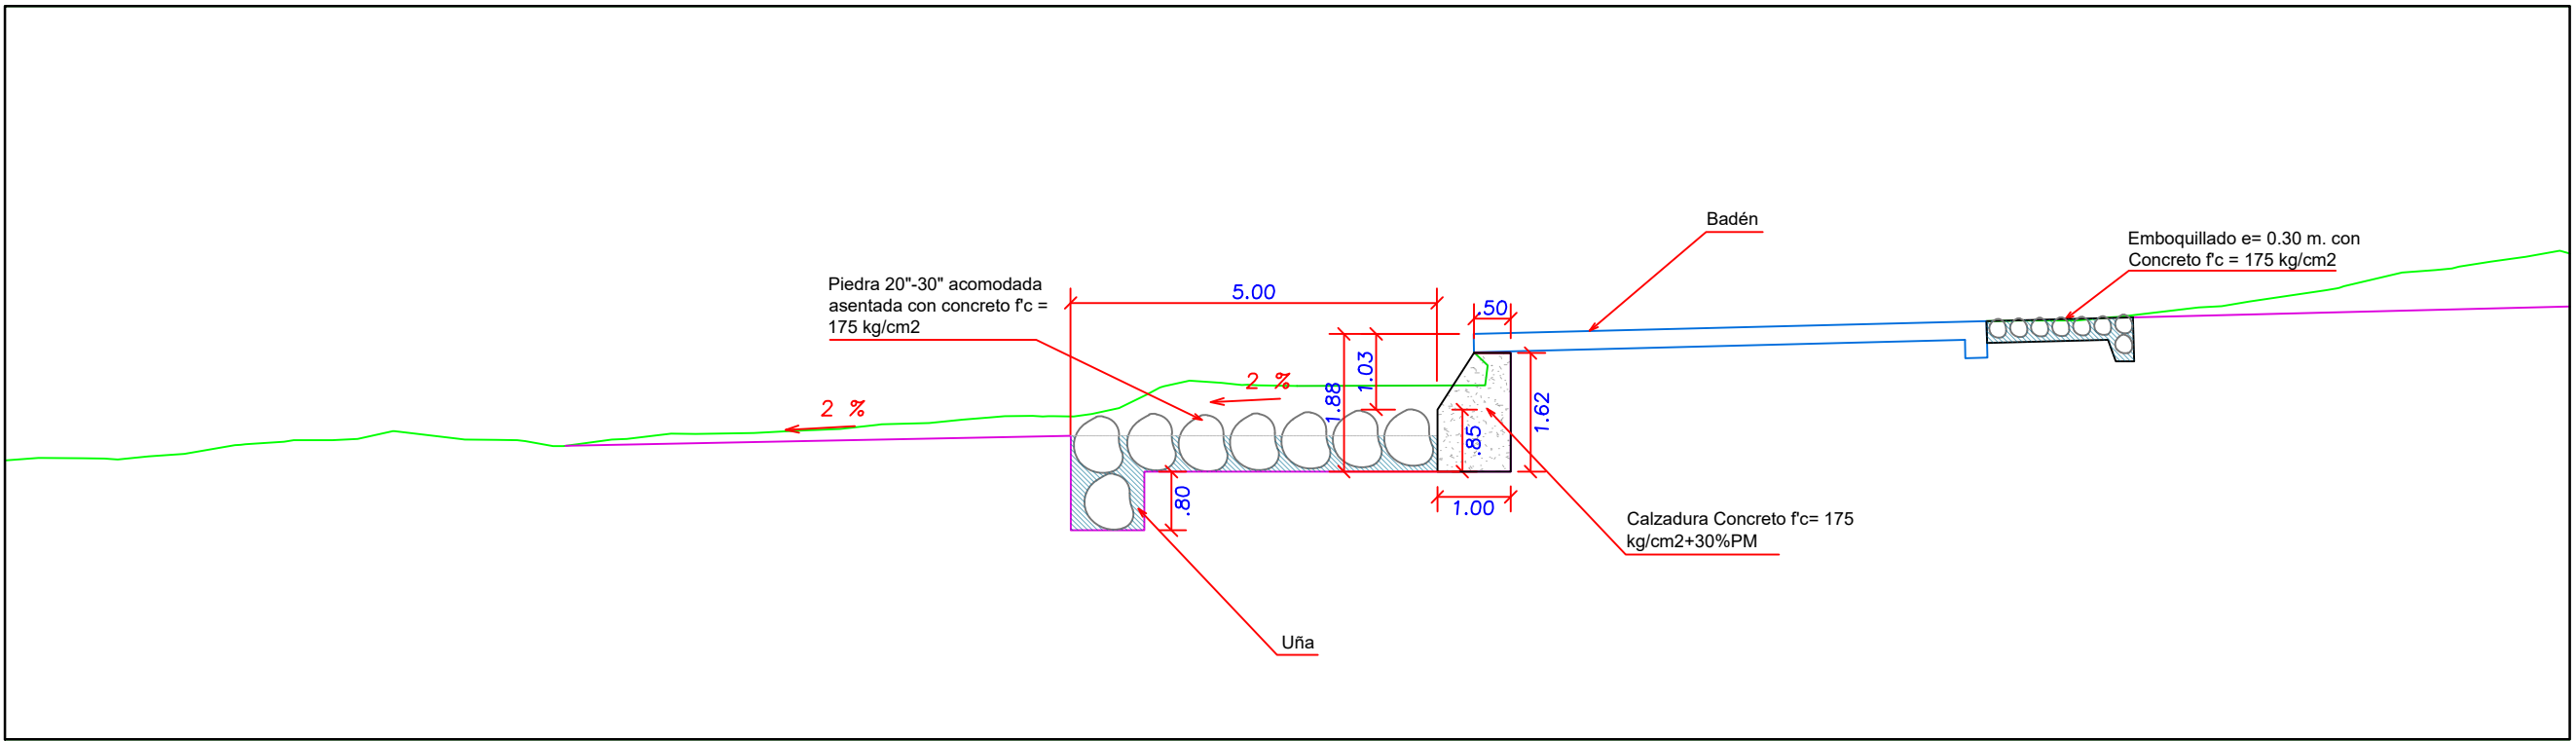 Badén
Emboquillado e= 0.30 m. con
Concreto f'c = 175 kg/cm2
Piedra 20"-30" acomodada
asentada con concreto f'c =
175 kg/cm2
5.00
.50
2 %
2 %
1.88
1.03
.85
1.62
.80
1.00
Calzadura Concreto f'c= 175
kg/cm2+30%PM
Uña